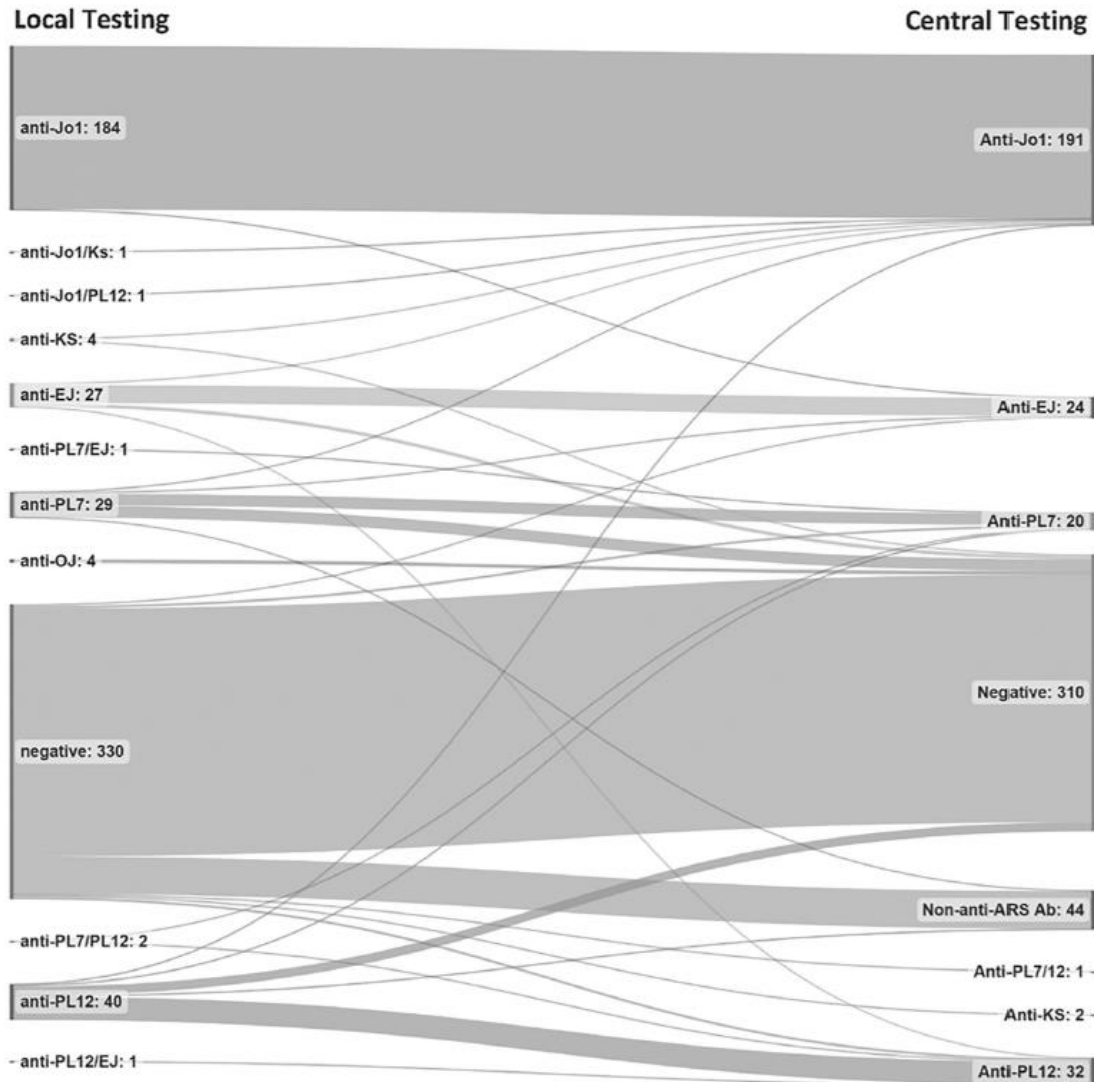 Local Testing
Central Testing
anti-Jo1: 184
Anti-Jo1: 191
anti-Jo1/Ks: 1
anti-Jo1/PL12: 1
anti-KS: 4
anti-EJ: 27
Anti-EJ: 24
anti-PL7/EJ: 1
anti-PL7: 29
Anti-PL7: 20
anti-OJ: 4
Negative: 310
negative: 330
Non-anti-ARS Ab: 44
anti-PL7/PL12: 2
Anti-PL7/12: 1
anti-PL12: 40
Anti-KS: 2
anti-PL12/EJ: 1
Anti-PL12: 32